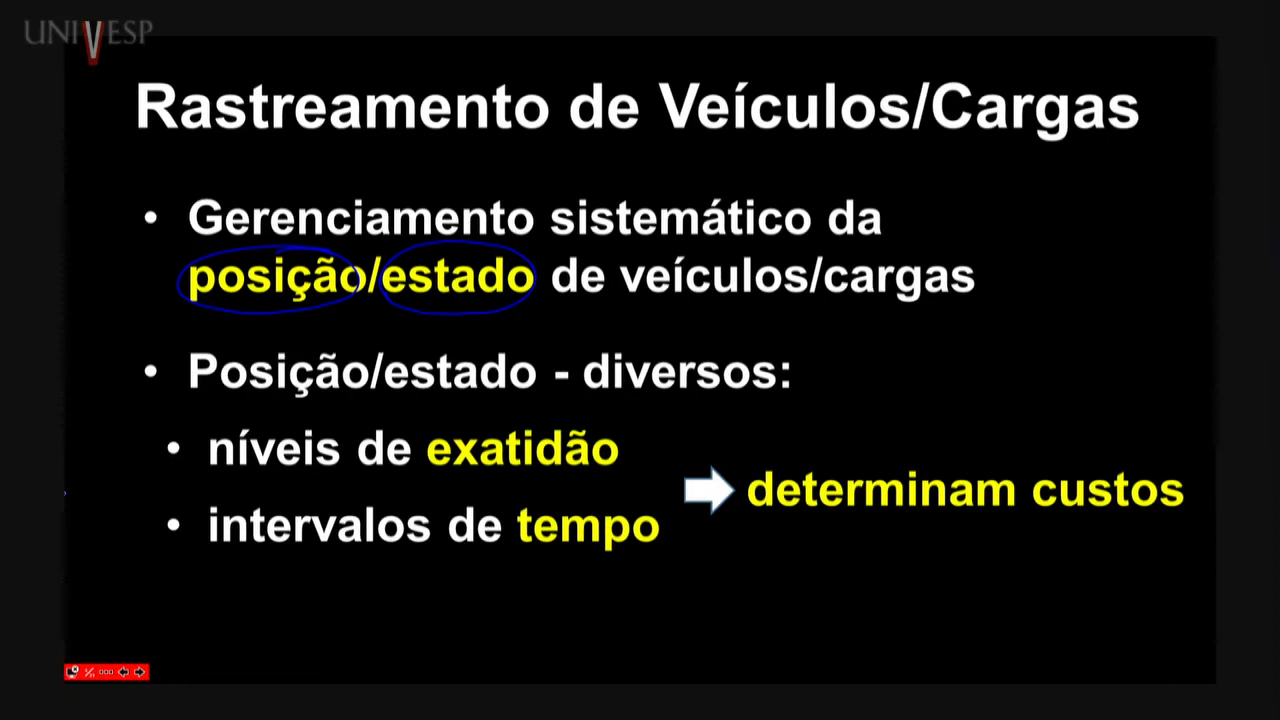 UNIVESP
Rastreamento de Veículos/Cargas
• Gerenciamento sistemático da
posição/estado de veículos/cargas
• Posição/estado - diversos:
• níveis de exatidão
• intervalos de tempo
determinam custos